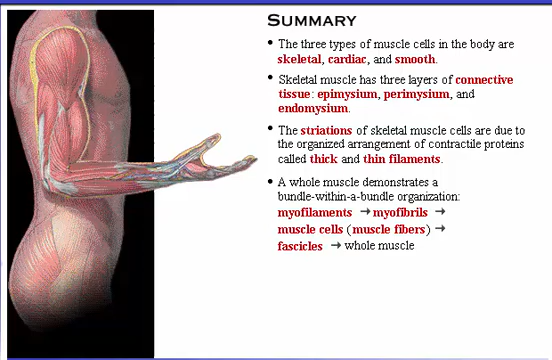 SUMMARY
• The three types of muscle cells in the body are
skeletal, cardiac, and smooth.
• Skeletal muscle has three layers of connective
tissue: epimysium, perimysium, and
endomysium.
• The striations of skeletal muscle cells are due to
the organized arrangement of contractile proteins
called thick and thin filaments.
• A whole muscle demonstrates a
bundle-within-a-bundle organization:
myofilaments → myofibrils →
muscle cells (muscle fibers) →
fascicles → whole muscle